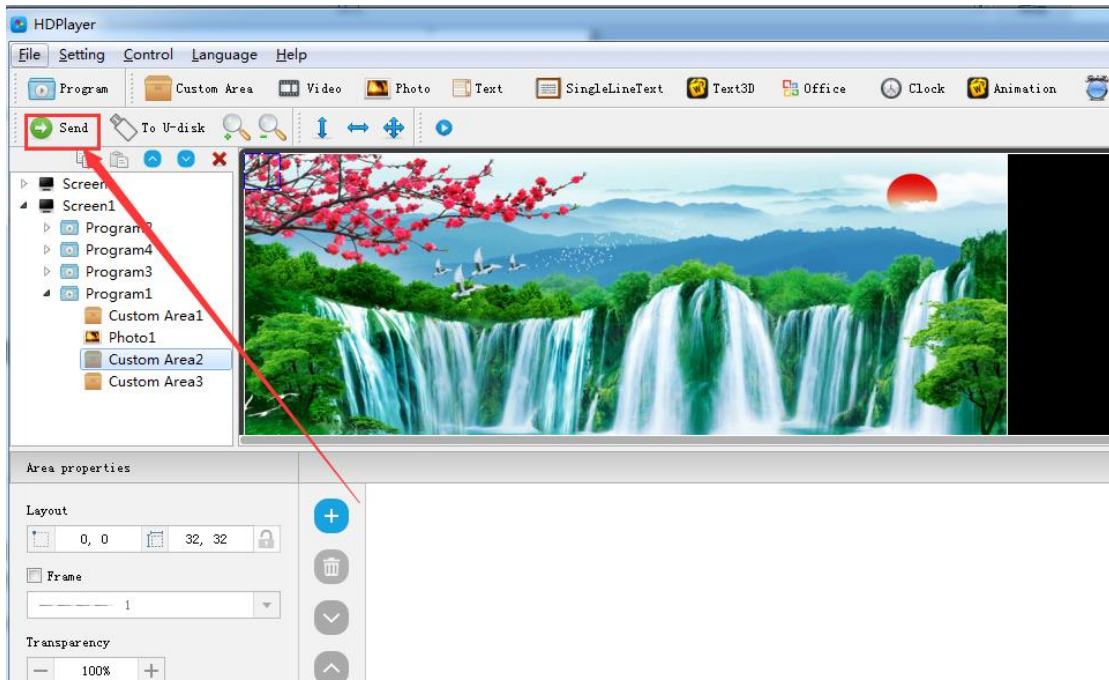 HDPlayer
File Setting Control Language Help
Program Custom Area Video Photo Text SingleLineText Text3D Office Clock Animation
Send To U-disk
Screen
Screen1
Program
Program4
Program3
Program1
Custom Area1
Photo1
Custom Area2
Custom Area3
Area properties
Layout
0, 0 32, 32
Frame
1
Transparency
100%